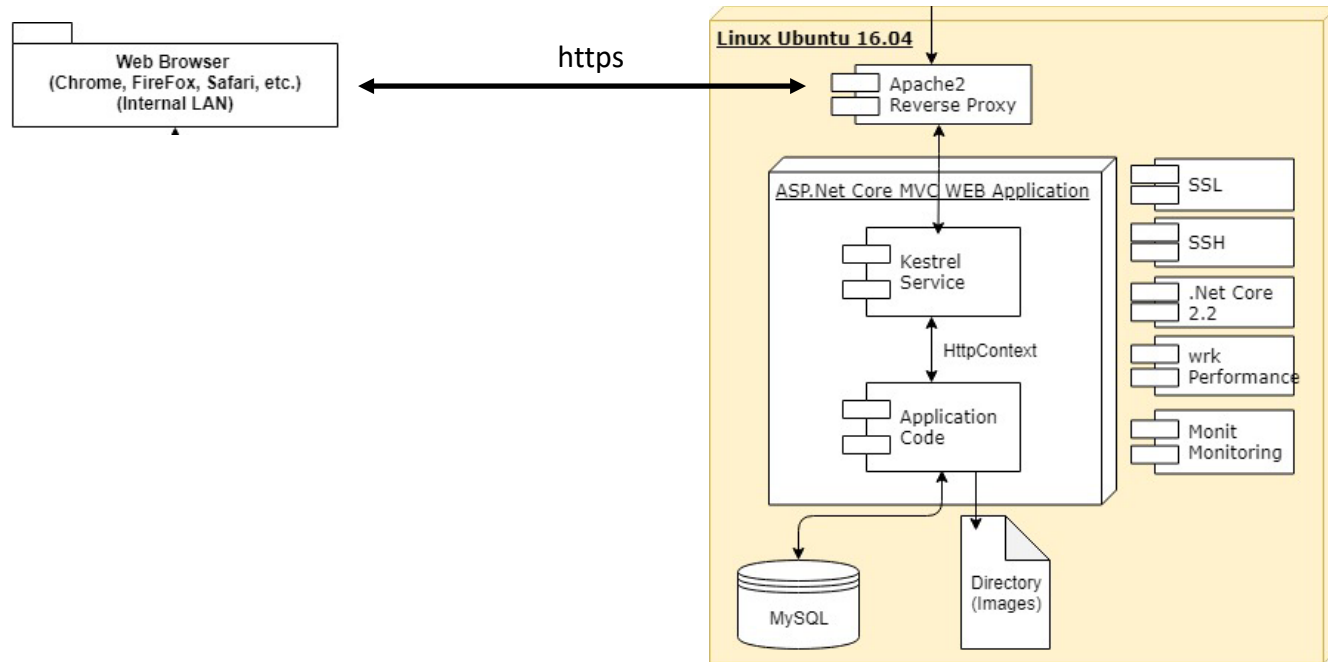 Web Browser
(Chrome, FireFox, Safari, etc.)
(Internal LAN)
https
Linux Ubuntu 16.04
Apache2
Reverse Proxy
ASP.Net Core MVC WEB Application
Kestrel
Service
HttpContext
Application
Code
MySQL
Directory
(Images)
SSL
SSH
.Net Core
2.2
wrk
Performance
Monit
Monitoring